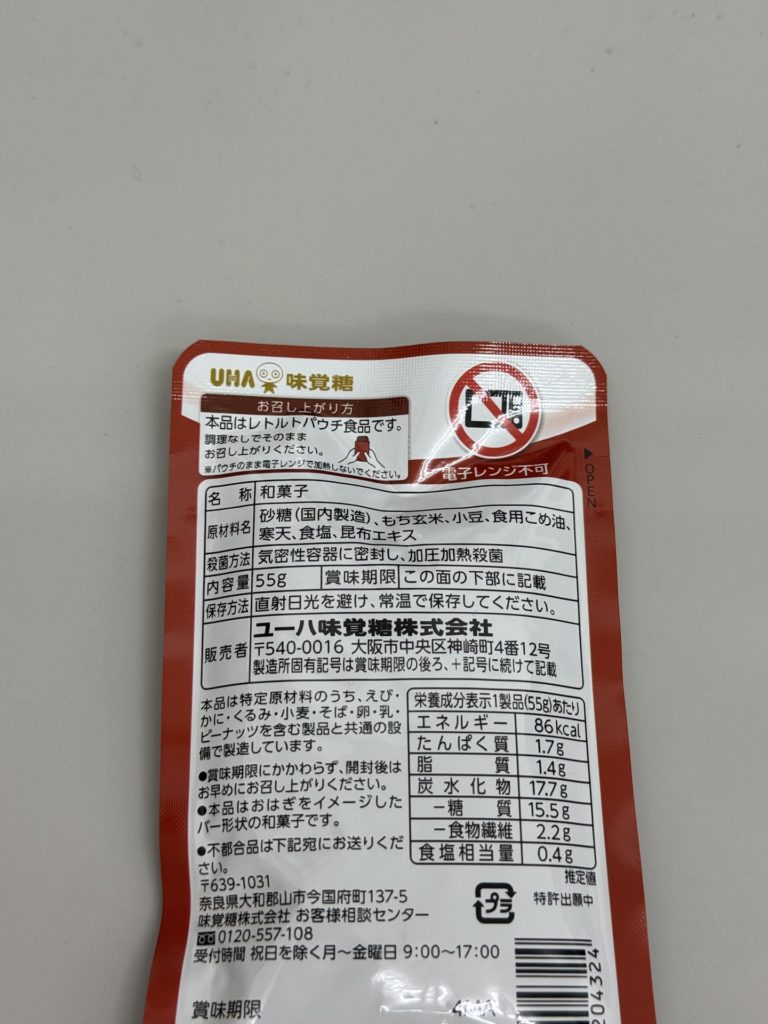 UHA 味覚糖
お召し上がり方
本品はレトルトパウチ食品です。
調理なしでそのまま
お召し上がりください。
※パウチのまま電子レンジで加熱しないでください。
電子レンジ不可
OPEN
名称 和菓子
原材料名 砂糖(国内製造)、もち玄米、小豆、食用こめ油、
寒天、食塩、昆布エキス
殺菌方法 気密性容器に密封し、加圧加熱殺菌
内容量 55g 賞味期限 この面の下部に記載
保存方法 直射日光を避け、常温で保存してください。
販売者 ユーハ味覚糖株式会社
〒540-0016 大阪市中央区神崎町4番12号
製造所固有記号は賞味期限の後ろ、+記号に続けて記載
本品は特定原材料のうち、えび・
かに・くるみ・小麦・そば・卵・乳・
ピーナッツを含む製品と共通の設
備で製造しています。
●賞味期限にかかわらず、開封後は
お早めにお召し上がりください。
●本品はおはぎをイメージした
バー形状の和菓子です。
●不都合品は下記宛にお送りくだ
さい。
〒639-1031
奈良県大和郡山市今国府町137-5
味覚糖株式会社 お客様相談センター
0120-557-108
受付時間 祝日を除く月〜金曜日 9:00〜17:00
栄養成分表示1製品(55g)あたり
エネルギー 86kcal
たんぱく質 1.7g
脂質 1.4g
炭水化物 17.7g
−糖質 15.5g
−食物繊維 2.2g
食塩相当量 0.4g
推定値
プラ
特許出願中
賞味期限
204324